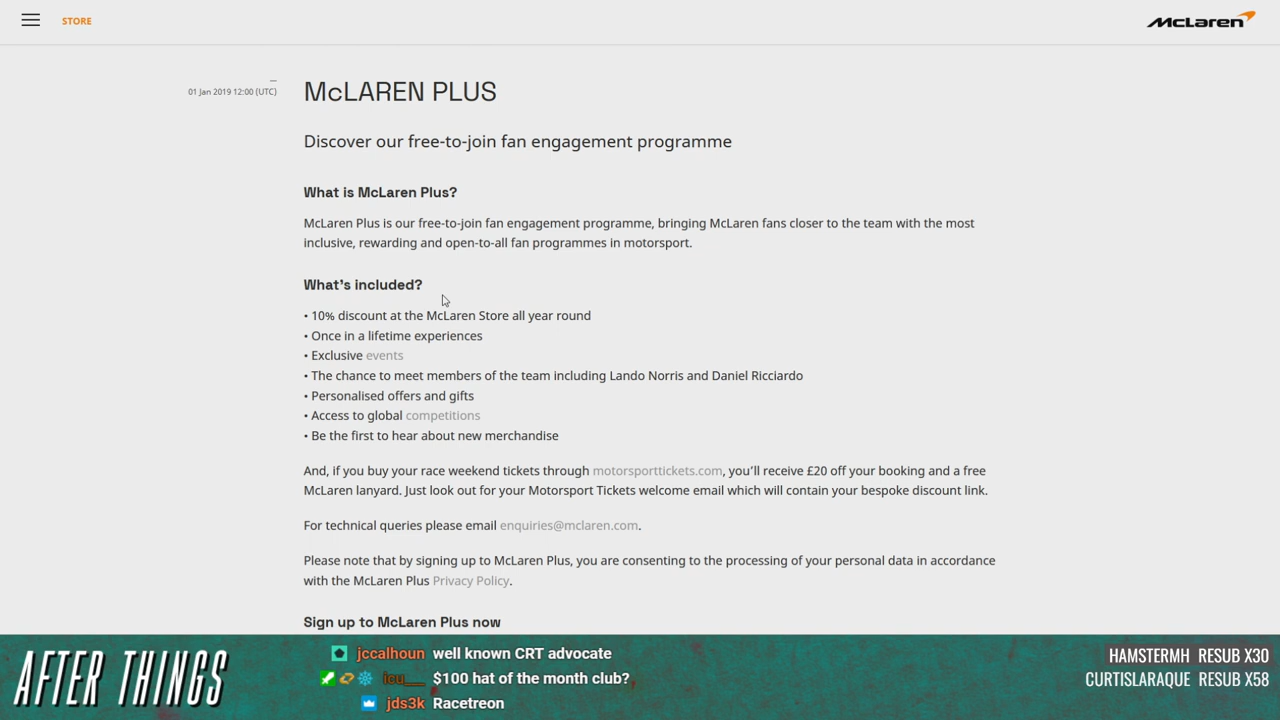 STORE
McLaren
01 Jan 2019 12:00 (UTC)
McLAREN PLUS
Discover our free-to-join fan engagement programme
What is McLaren Plus?
McLaren Plus is our free-to-join fan engagement programme, bringing McLaren fans closer to the team with the most
inclusive, rewarding and open-to-all fan programmes in motorsport.
What's included?
• 10% discount at the McLaren Store all year round
• Once in a lifetime experiences
• Exclusive events
• The chance to meet members of the team including Lando Norris and Daniel Ricciardo
• Personalised offers and gifts
• Access to global competitions
• Be the first to hear about new merchandise
And, if you buy your race weekend tickets through motorsporttickets.com, you'll receive £20 off your booking and a free
McLaren lanyard. Just look out for your Motorsport Tickets welcome email which will contain your bespoke discount link.
For technical queries please email enquiries@mclaren.com.
Please note that by signing up to McLaren Plus, you are consenting to the processing of your personal data in accordance
with the McLaren Plus Privacy Policy.
Sign up to McLaren Plus now
AFTER THINGS
jccalhoun well known CRT advocate
icu__ $100 hat of the month club?
jds3k Racetreon
HAMSTERMH RESUB X30
CURTISLARAQUE RESUB X58